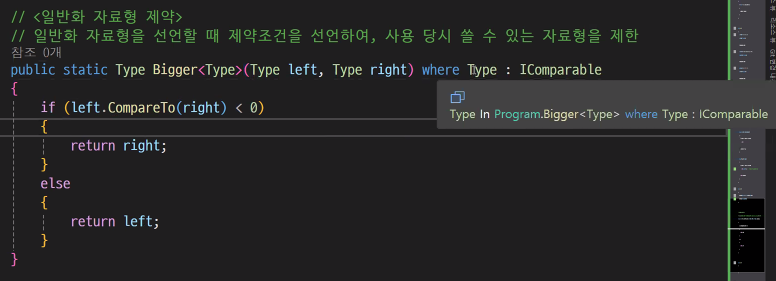 // <일반화 자료형 제약>
// 일반화 자료형을 선언할 때 제약조건을 선언하여, 사용 당시 쓸 수 있는 자료형을 제한
참조 0개
public static Type Bigger<Type>(Type left, Type right) where Type : IComparable
{
if (left.CompareTo(right) < 0)
{
return right;
}
else
{
return left;
}
}
Type In Program.Bigger<Type> where Type : IComparable